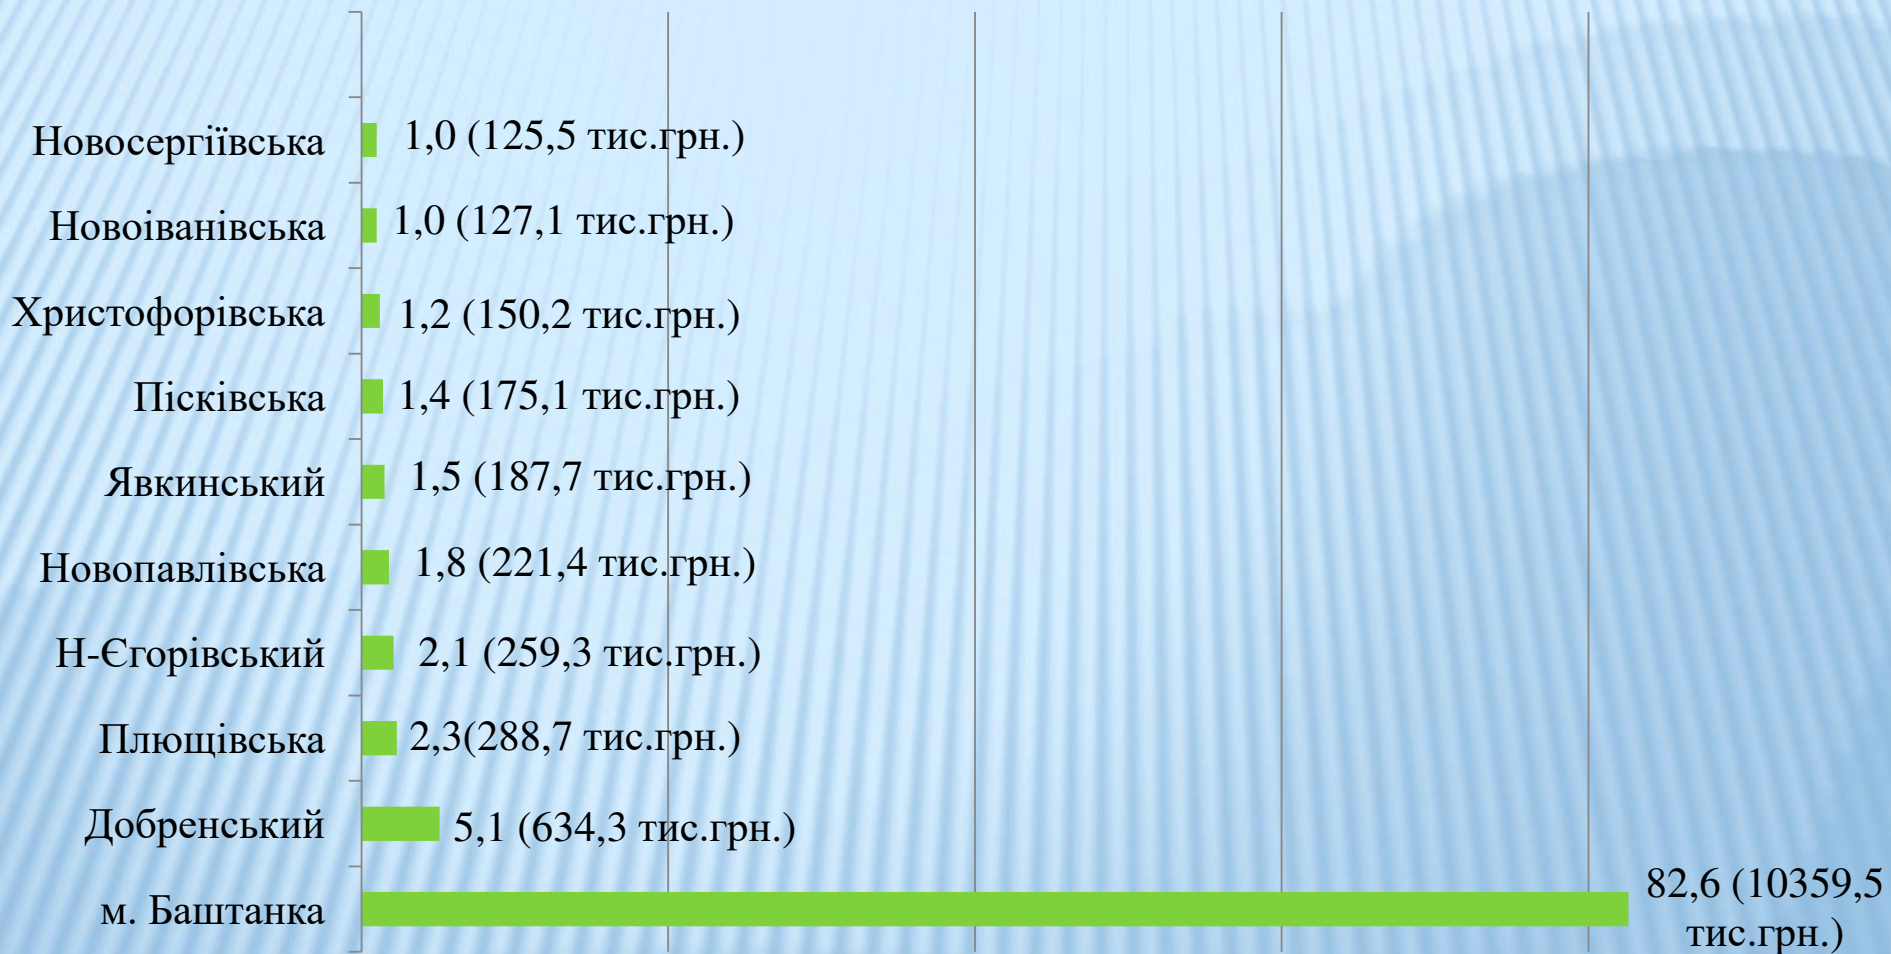 Новосергіївська 1,0 (125,5 тис.грн.)
Новоіванівська 1,0 (127,1 тис.грн.)
Христофорівська 1,2 (150,2 тис.грн.)
Пісківська 1,4 (175,1 тис.грн.)
Явкинський 1,5 (187,7 тис.грн.)
Новопавлівська 1,8 (221,4 тис.грн.)
Н-Єгорівський 2,1 (259,3 тис.грн.)
Плющівська 2,3(288,7 тис.грн.)
Добренський 5,1 (634,3 тис.грн.)
м. Баштанка 82,6 (10359,5
тис.грн.)